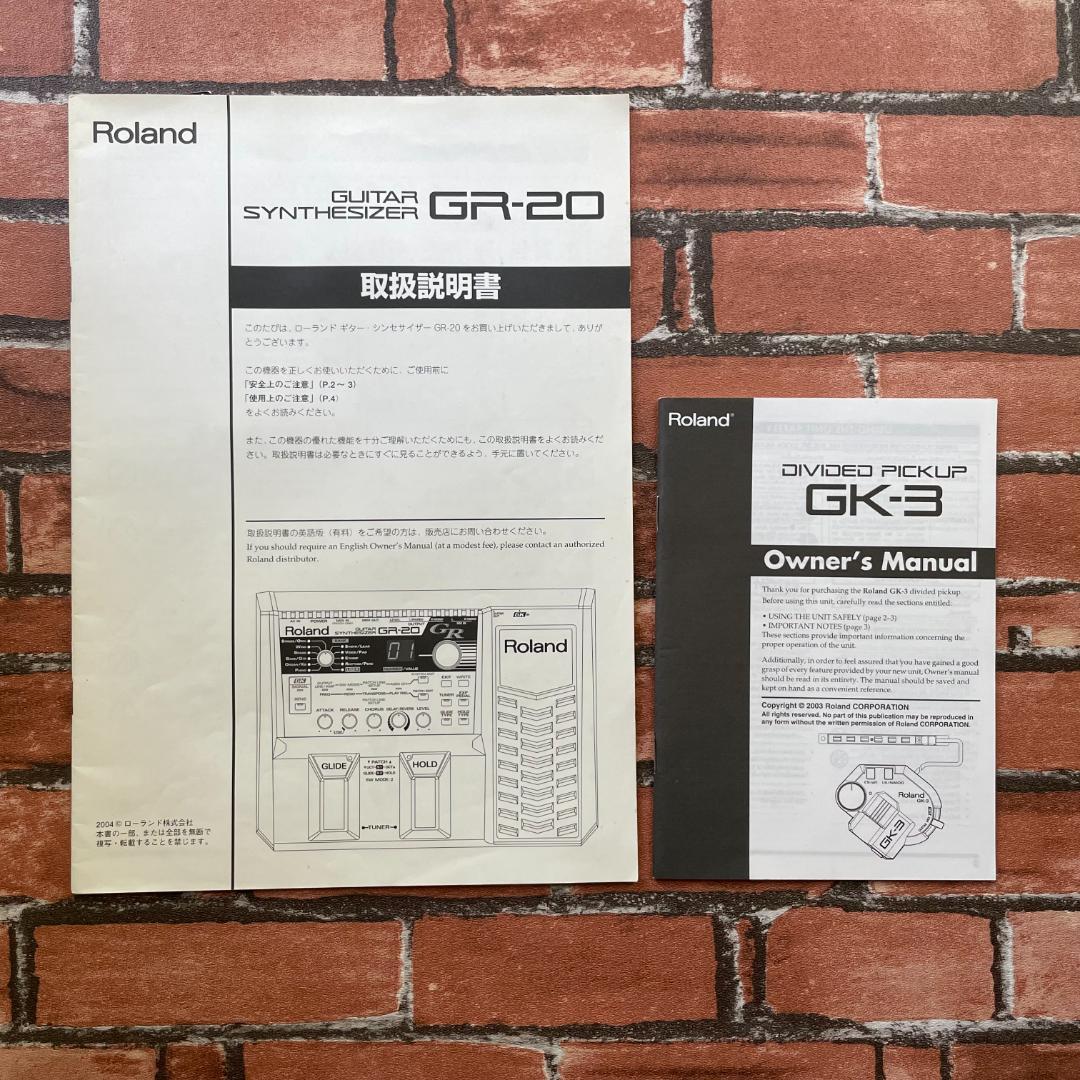 Roland
GUITAR
SYNTHESIZER GR-20
取扱説明書
このたびは、ローランド ギター・シンセサイザー GR-20 をお買い上げいただきまして、ありが
とうございます。
この機器を正しくお使いいただくために、ご使用前に
「安全上のご注意」（P.2～ 3）
「使用上のご注意」（P.4）
をよくお読みください。
また、この機器の優れた機能を十分ご理解いただくためにも、この取扱説明書をよくお読みくだ
さい。取扱説明書は必要なときにすぐに見ることができるよう、手元に置いてください。
取扱説明書の英語版（有料）をご希望の方は、販売店にお問い合わせください。
If you should require an English Owner's Manual (at a modest fee), please contact an authorized
Roland distributor.
Roland
GUITAR
SYNTHESIZER GR-20
GR
01
Roland
EXIT WRITE
TUNER
ATTACK RELEASE CHORUS DELAY/REVERB LEVEL
GLIDE
HOLD
TUNER
2004 © ローランド株式会社
本書の一部、または全部を無断で
複写・転載することを禁じます。
Roland
DIVIDED PICKUP
GK-3
Owner's Manual
Thank you for purchasing the Roland GK-3 divided pickup.
Before using this unit, carefully read the sections entitled:
• USING THE UNIT SAFELY (page 2–3)
• IMPORTANT NOTES (page 3)
These sections provide important information concerning the
proper operation of the unit.
Additionally, in order to feel assured that you have gained a good
grasp of every feature provided by your new unit, Owner's manual
should be read in its entirety. The manual should be saved and
kept on hand as a convenient reference.
Copyright © 2003 Roland CORPORATION
All rights reserved. No part of this publication may be reproduced in
any form without the written permission of Roland CORPORATION.
Roland
GK-3
GK-3